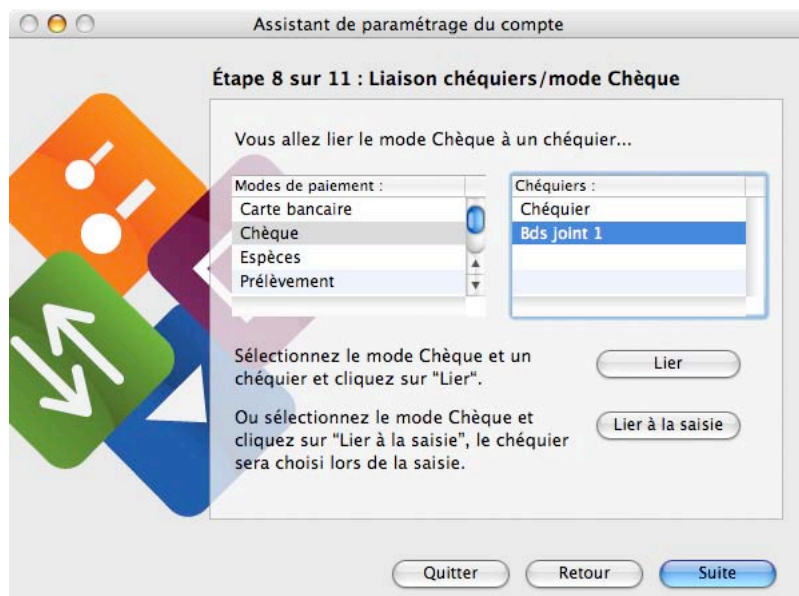 Assistant de paramétrage du compte
Étape 8 sur 11 : Liaison chéquiers/mode Chèque
Vous allez lier le mode Chèque à un chéquier...
Modes de paiement :
Carte bancaire
Chèque
Espèces
Prélèvement
Chéquiers :
Chéquier
Bds joint 1
Sélectionnez le mode Chèque et un
chéquier et cliquez sur "Lier“.
Lier
Ou sélectionnez le mode Chèque et
cliquez sur "Lier à la saisie", le chéquier
sera choisi lors de la saisie.
Lier à la saisie
Quitter
Retour
Suite